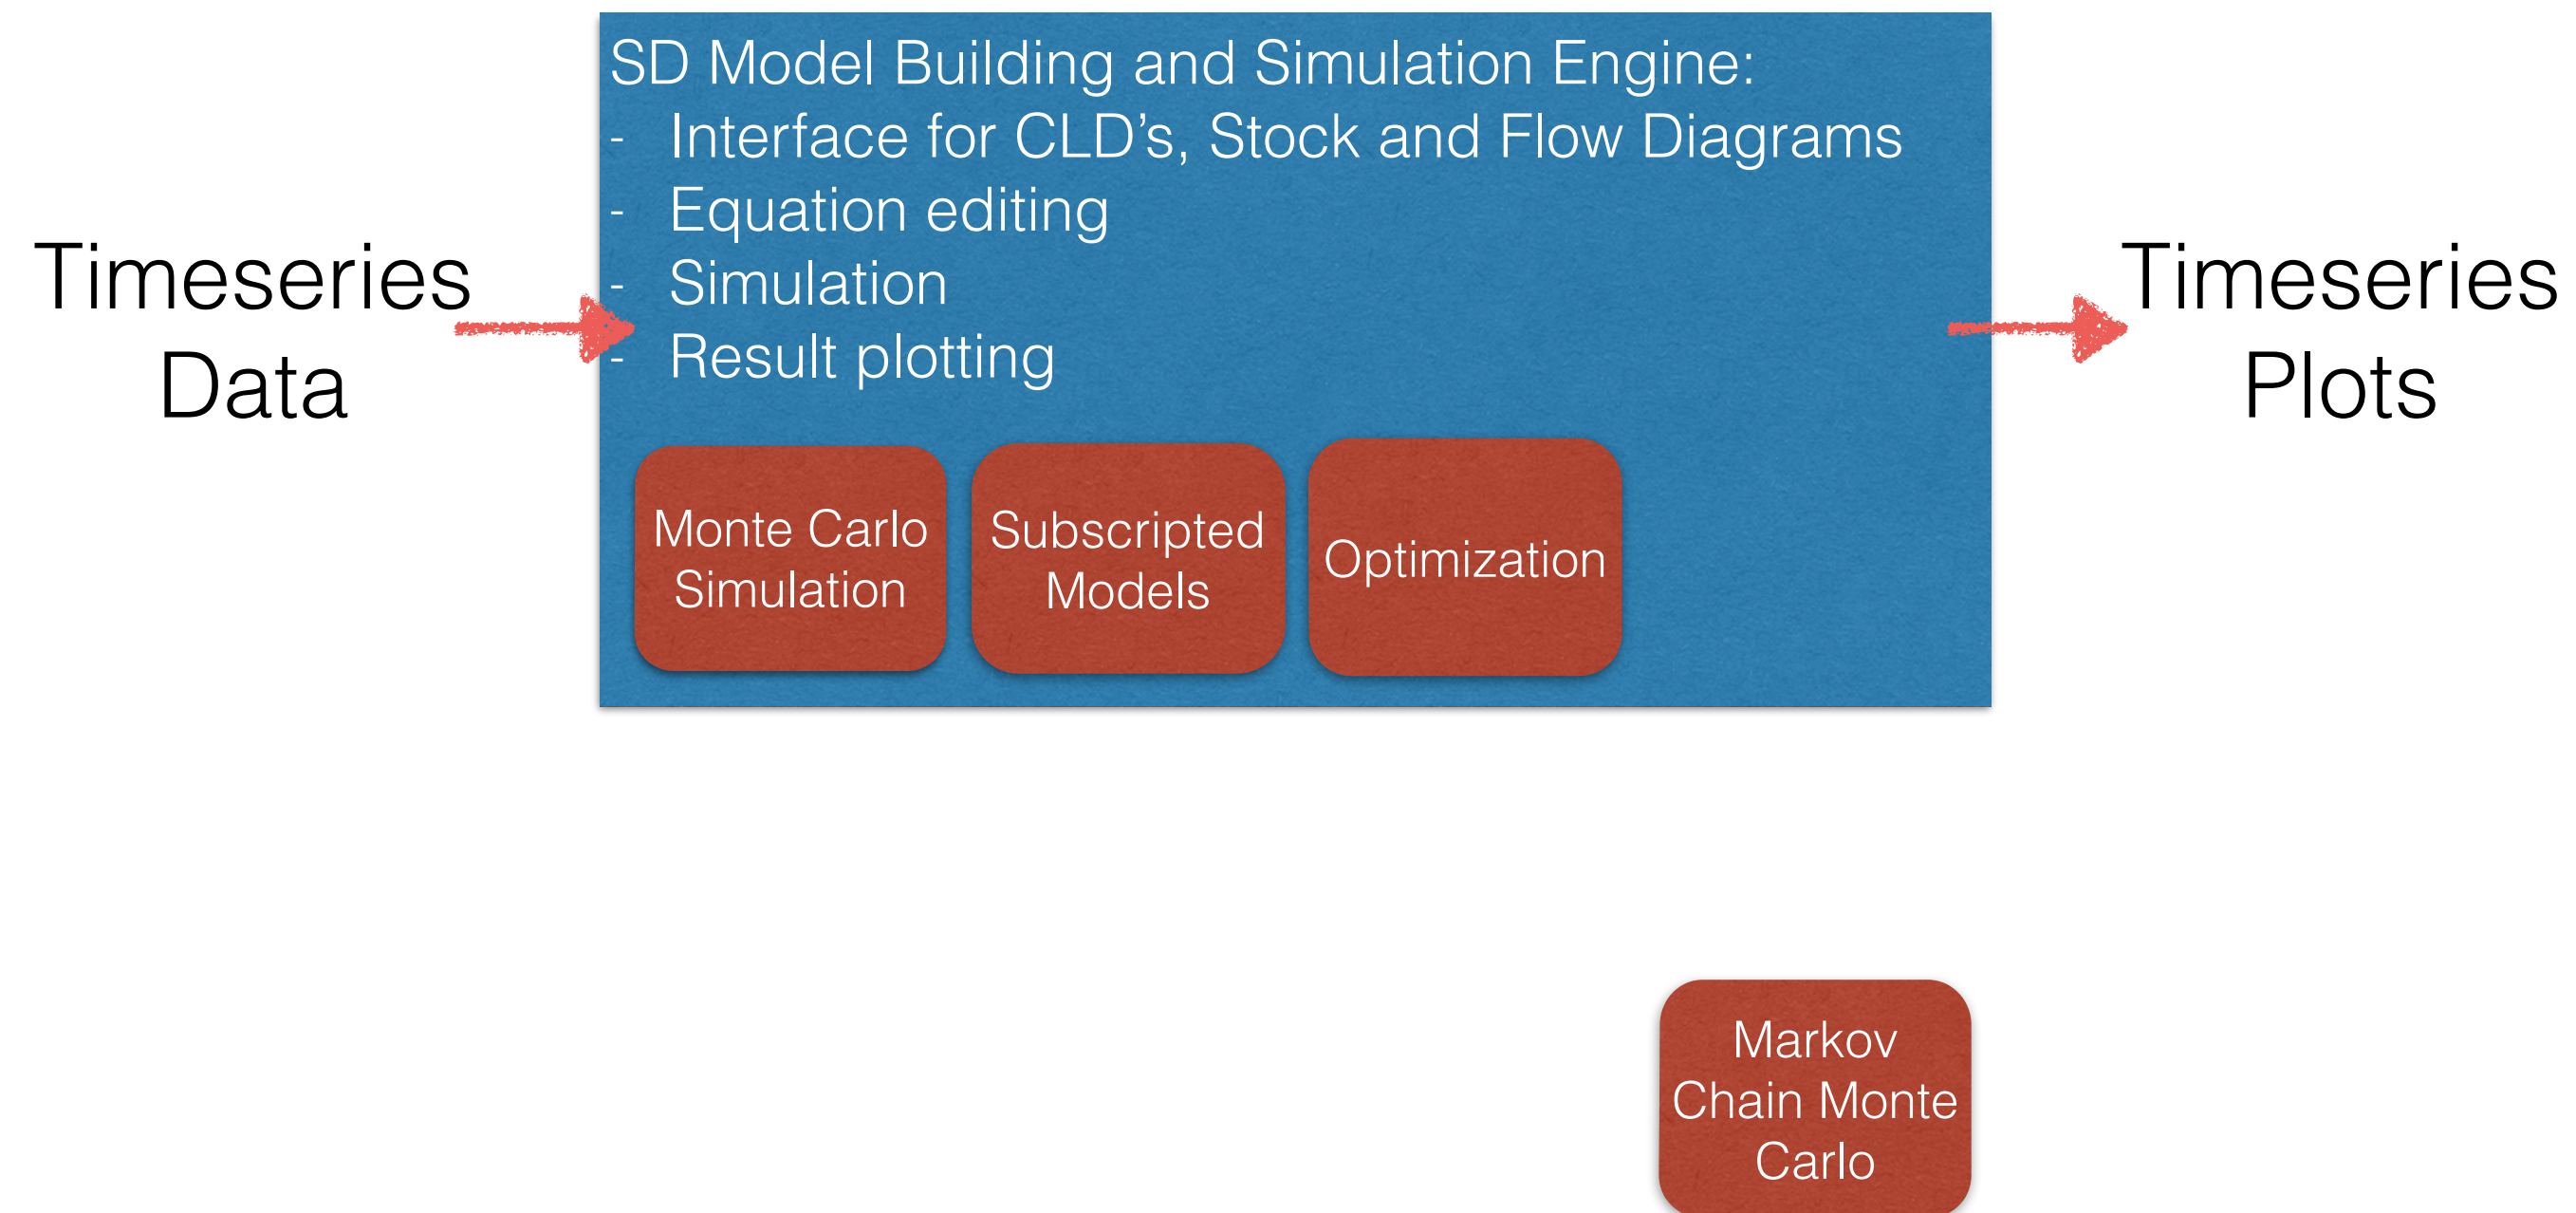 Timeseries
Data
SD Model Building and Simulation Engine:
- Interface for CLD’s, Stock and Flow Diagrams
- Equation editing
- Simulation
- Result plotting
Monte Carlo
Simulation
Subscripted
Models
Optimization
Timeseries
Plots
Markov
Chain Monte
Carlo